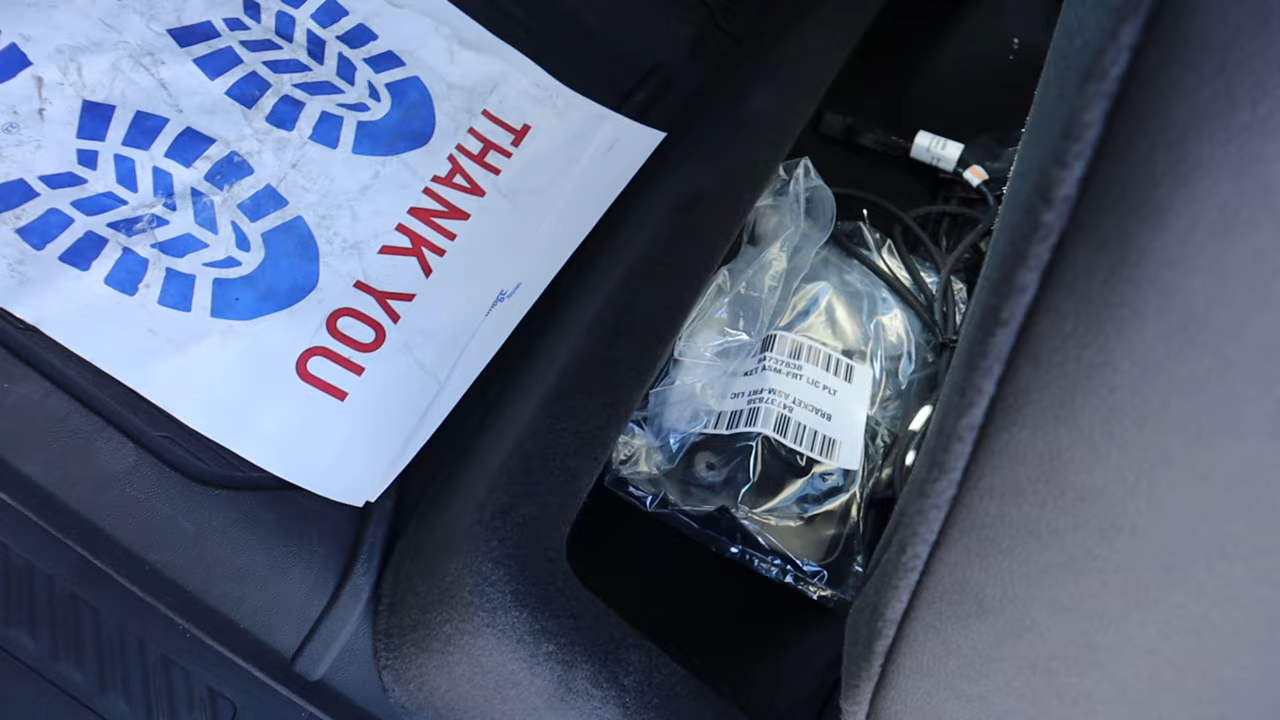 THANK YOU
84737838
KET ASM-FRT LIC PLT
BRACKET ASM-FRT LIC
84737838